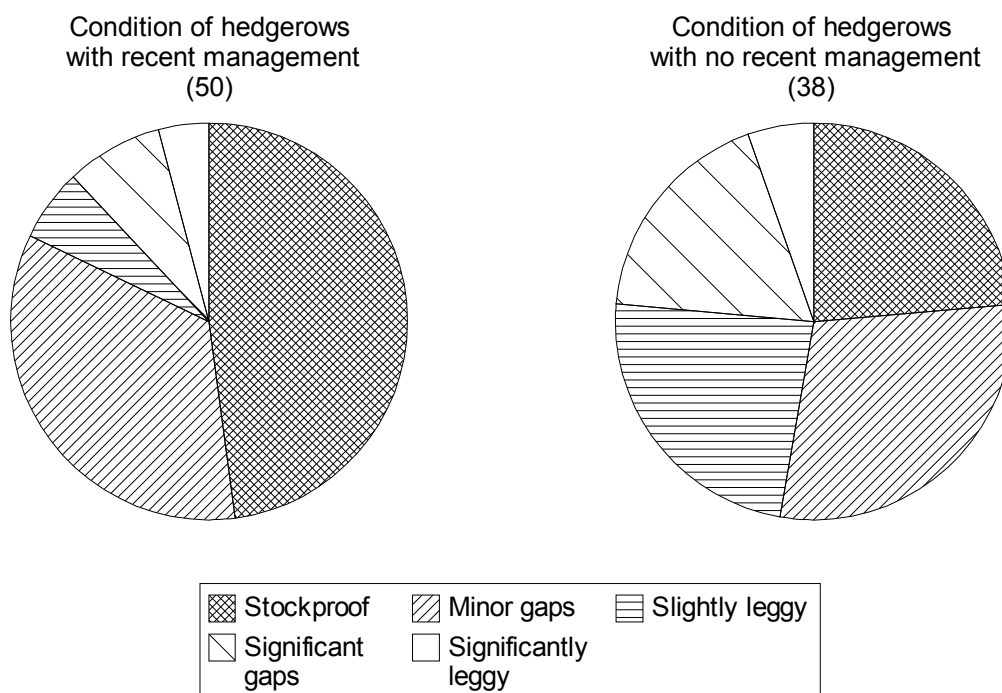 Condition of hedgerows
with recent management
(50)
Condition of hedgerows
with no recent management
(38)
Stockproof
Minor gaps
Slightly leggy
Significant
gaps
Significantly
leggy